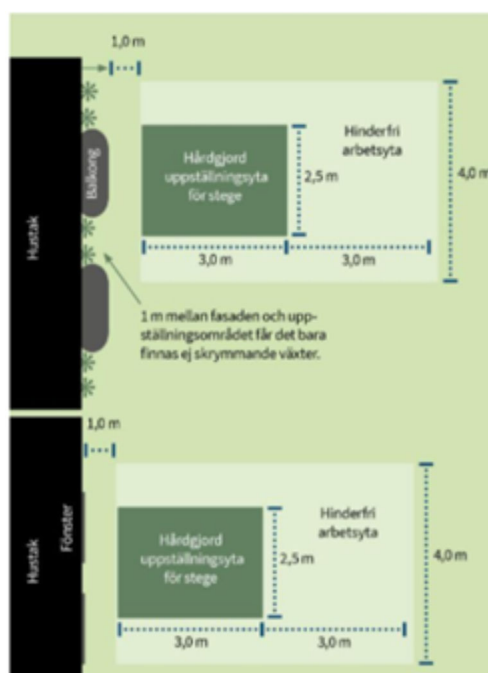 1,0 m
Hustak
Balkong
Hårdgjord
uppställningsyta
för stege
Hinderfri
arbetsyta
2,5 m
4,0 m
3,0 m
3,0 m
1 m mellan fasaden och upp-
ställningsområdet får det bara
finnas ej skrymmande växter.
1,0 m
Hustak
Fönster
Hårdgjord
uppställningsyta
för stege
Hinderfri
arbetsyta
2,5 m
4,0 m
3,0 m
3,0 m